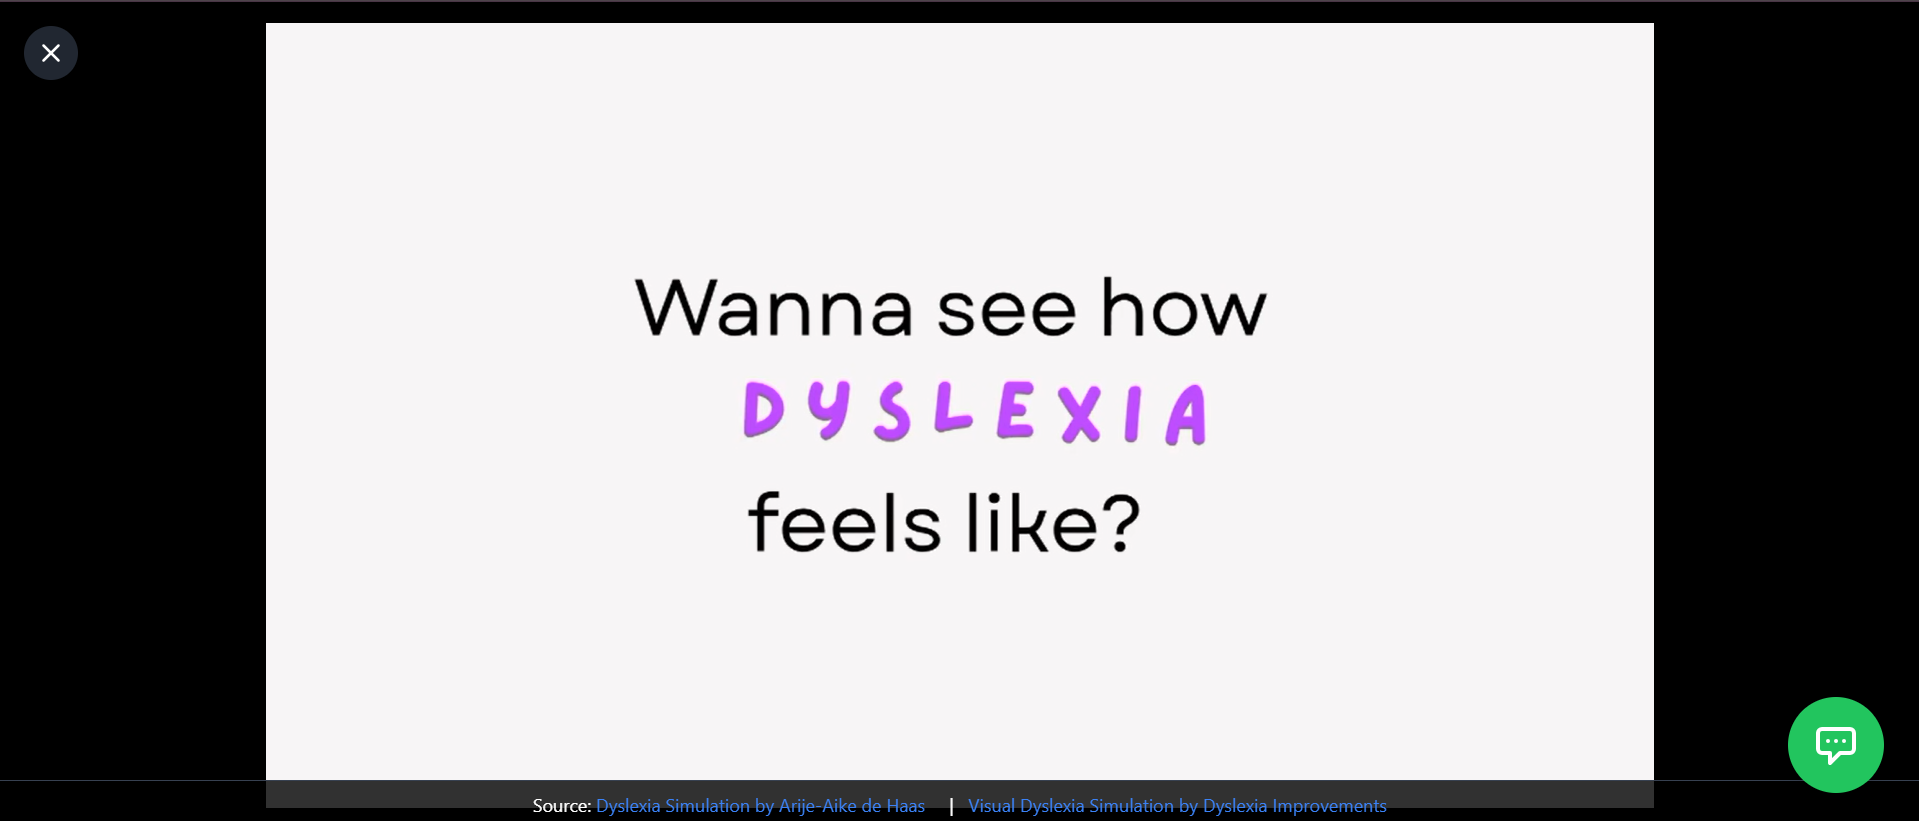 Wanna see how
DYSLEXIA
feels like?
Source: Dyslexia Simulation by Arije-Aike de Haas | Visual Dyslexia Simulation by Dyslexia Improvements